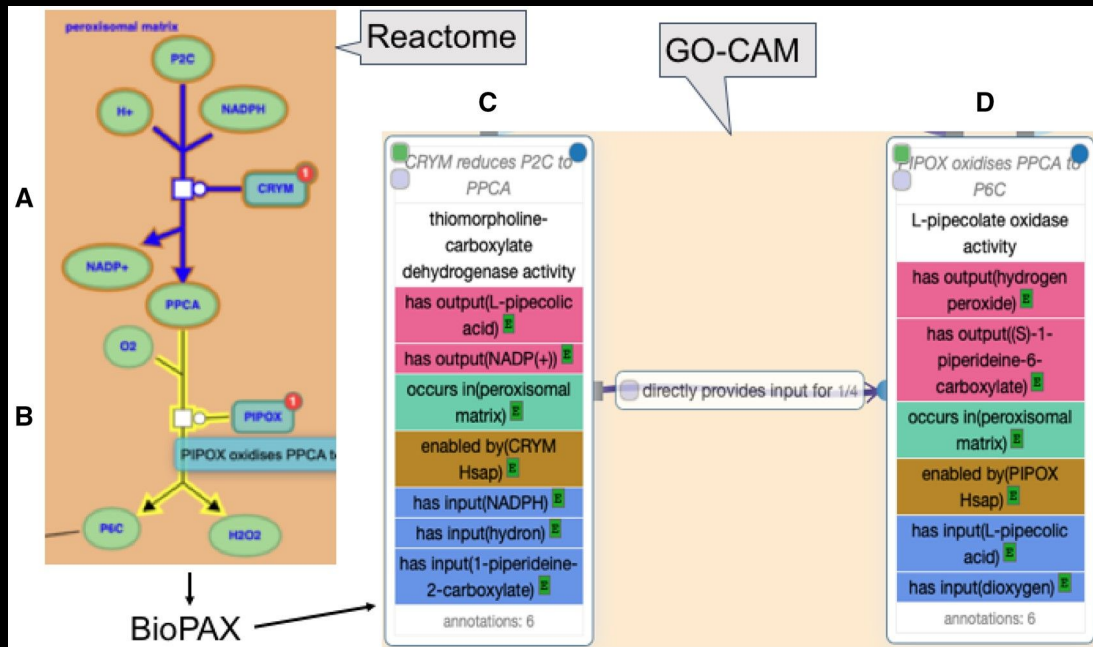 peroxisomal matrix
P2C
H+
NADPH
CRYM
1
NADP+
PPCA
O2
PIPOX
1
PIPOX oxidises PPCA to
P6C
H2O2
A
B
Reactome
BioPAX
GO-CAM
C
CRYM reduces P2C to
PPCA
thiomorpholine-
carboxylate
dehydrogenase activity
has output(L-pipecolic
acid)
has output(NADP(+))
occurs in(peroxisomal
matrix)
enabled by(CRYM
Hsap)
has input(NADPH)
has input(hydron)
has input(1-piperideine-
2-carboxylate)
annotations: 6
directly provides input for 1/4
D
PIPOX oxidises PPCA to
P6C
L-pipecolate oxidase
activity
has output(hydrogen
peroxide)
has output((S)-1-
piperideine-6-
carboxylate)
occurs in(peroxisomal
matrix)
enabled by(PIPOX
Hsap)
has input(L-pipecolic
acid)
has input(dioxygen)
annotations: 6